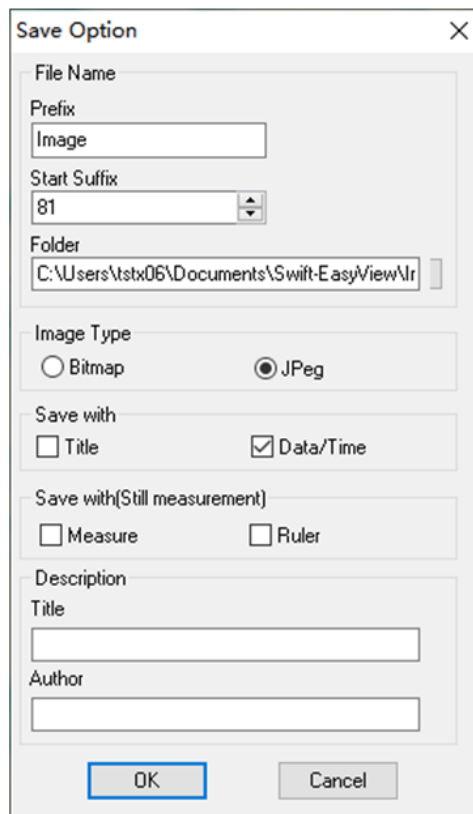 Save Option
File Name
Prefix
Image
Start Suffix
81
Folder
C:\Users\tstx06\Documents\Swift-EasyView\Ir
Image Type
Bitmap JPeg
Save with
Title Data/Time
Save with(Still measurement)
Measure Ruler
Description
Title
Author
OK Cancel